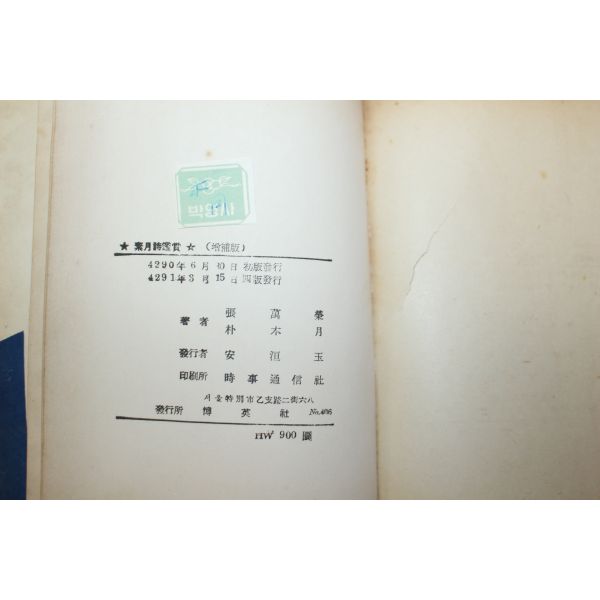 박영사
★ 素月詩鑑賞 ☆ (增補版)
4290年 6月 10日 初版發行
4291年 3月 15日 四版發行
著者 張萬榮
朴木月
發行者 安洹玉
印刷所 時事通信社
서울特別市乙支路二街六八
發行所 博英社 No.406
HW 900 圜